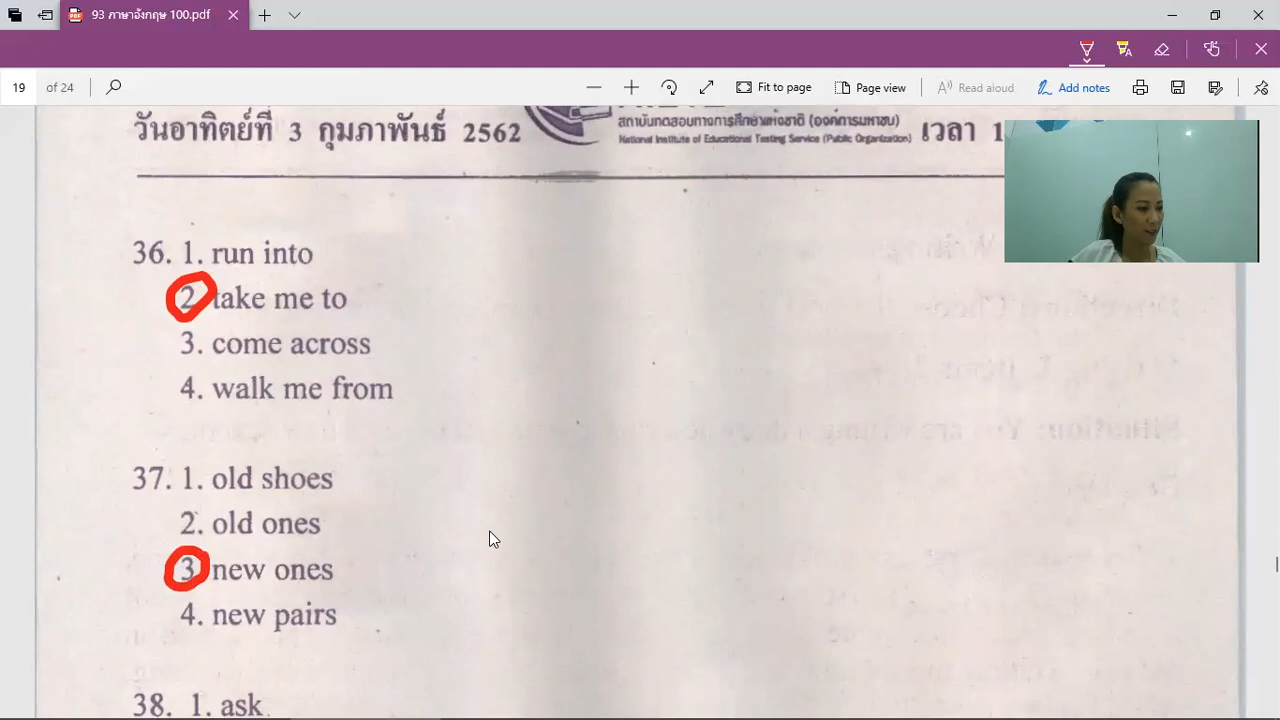 93 ภาษาอังกฤษ 100.pdf
19 of 24
Fit to page
Page view
Read aloud
Add notes
วันอาทิตย์ที่ 3 กุมภาพันธ์ 2562
สถาบันทดสอบทางการศึกษาแห่งชาติ (องค์การมหาชน)
National Institute of Educational Testing Service (Public Organization)
เวลา 1
36. 1. run into
2. take me to
3. come across
4. walk me from
37. 1. old shoes
2. old ones
3. new ones
4. new pairs
38. 1. ask